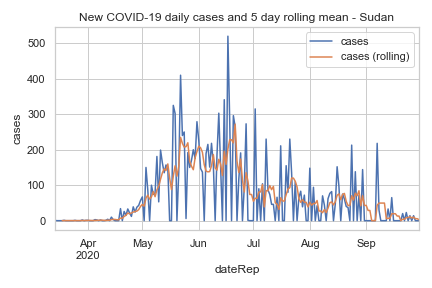 New COVID-19 daily cases and 5 day rolling mean - Sudan
cases
cases (rolling)
500
400
300
200
100
0
cases
Apr
May
Jun
Jul
Aug
Sep
2020
dateRep